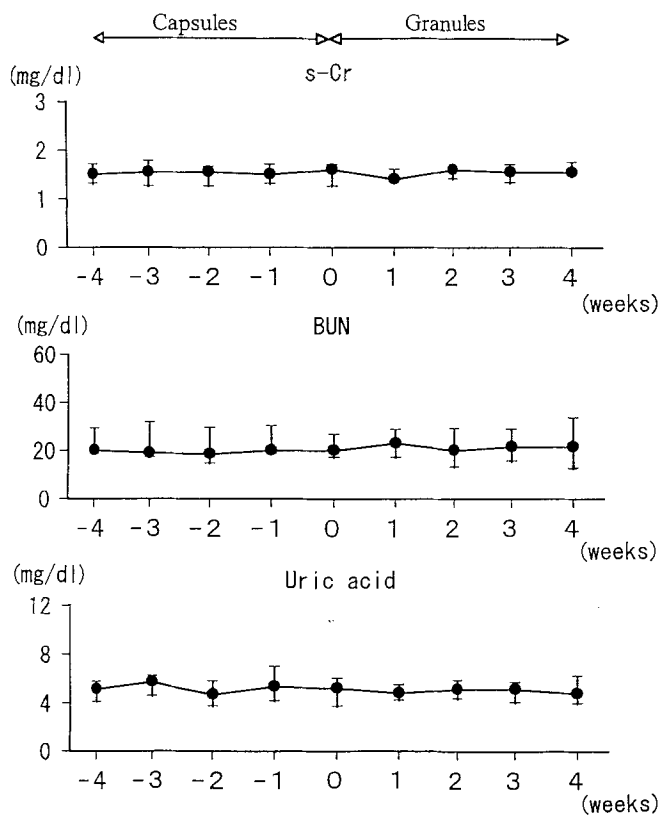 Capsules Granules
(mg/dl)
s-Cr
3
2
1
0
-4 -3 -2 -1 0 1 2 3 4
(weeks)
(mg/dl)
BUN
60
40
20
0
-4 -3 -2 -1 0 1 2 3 4
(weeks)
(mg/dl)
Uric acid
12
8
4
0
-4 -3 -2 -1 0 1 2 3 4
(weeks)